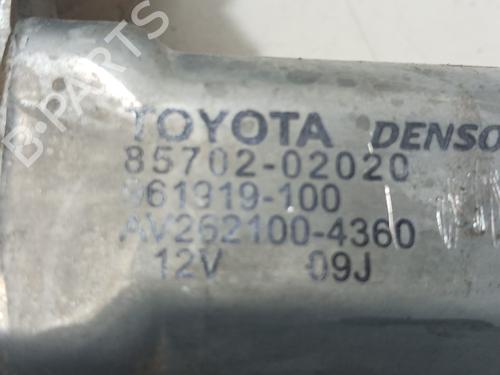 B-PARTS
TOYOTA DENSO
85702-02020
961319-100
AV262100-4360
12V 09J